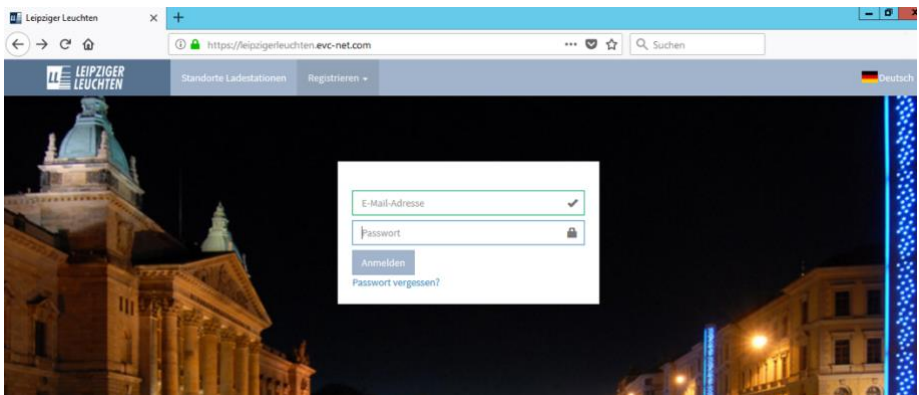 Leipziger Leuchten
https://leipzigerleuchten.evc-net.com
Suchen
LEIPZIGER
LEUCHTEN
Standorte Ladestationen
Registrieren
Deutsch
E-Mail-Adresse
Passwort
Anmelden
Passwort vergessen?